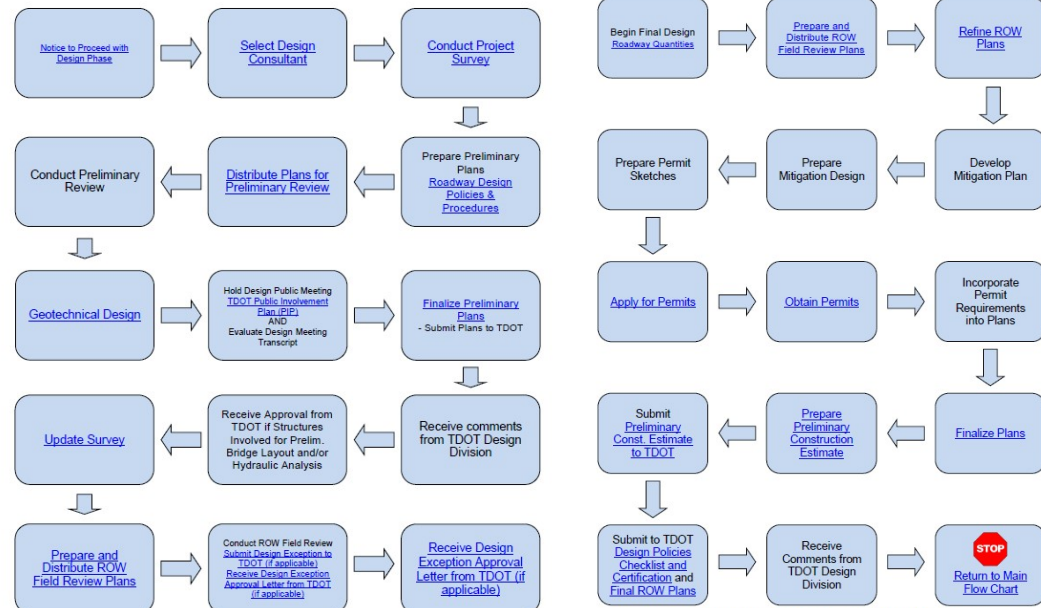 Notice to Proceed with
Design Phase
Select Design
Consultant
Conduct Project
Survey
Conduct Preliminary
Review
Distribute Plans for
Preliminary Review
Prepare Preliminary
Plans
Roadway Design
Policies &
Procedures
Geotechnical Design
Hold Design Public Meeting
TDOT Public Involvement
Plan (PIP)
AND
Evaluate Design Meeting
Transcript
Finalize Preliminary
Plans
- Submit Plans to TDOT
Update Survey
Receive Approval from
TDOT if Structures
Involved for Prelim.
Bridge Layout and/or
Hydraulic Analysis
Receive comments
from TDOT Design
Division
Prepare and
Distribute ROW
Field Review Plans
Conduct ROW Field Review
Submit Design Exception to
TDOT (if applicable)
Receive Design Exception
Approval Letter from TDOT
(if applicable)
Receive Design
Exception Approval
Letter from TDOT (if
applicable)
Begin Final Design
Roadway Quantities
Prepare and
Distribute ROW
Field Review Plans
Refine ROW
Plans
Prepare Permit
Sketches
Prepare
Mitigation Design
Develop
Mitigation Plan
Apply for Permits
Obtain Permits
Incorporate
Permit
Requirements
into Plans
Submit
Preliminary
Const. Estimate
to TDOT
Prepare
Preliminary
Construction
Estimate
Finalize Plans
Submit to TDOT
Design Policies
Checklist and
Certification and
Final ROW Plans
Receive
Comments from
TDOT Design
Division
STOP
Return to Main
Flow Chart